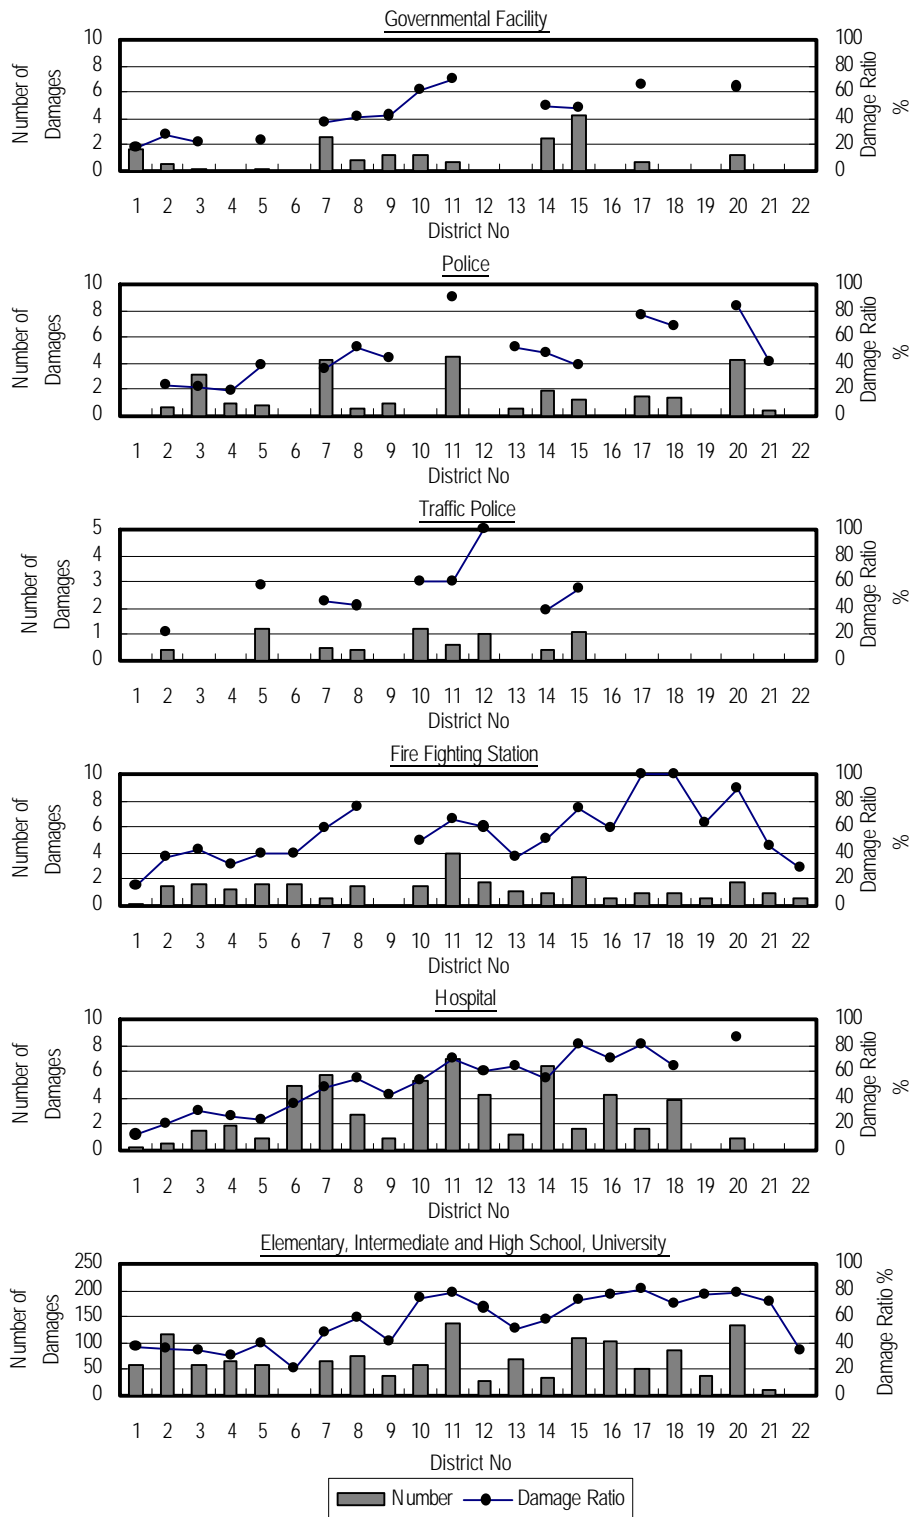 Governmental Facility
Number of Damages
10 8 6 4 2 0
100 80 60 40 20 0
Damage Ratio %
1 2 3 4 5 6 7 8 9 10 11 12 13 14 15 16 17 18 19 20 21 22
District No
Police
Number of Damages
10 8 6 4 2 0
100 80 60 40 20 0
Damage Ratio %
1 2 3 4 5 6 7 8 9 10 11 12 13 14 15 16 17 18 19 20 21 22
District No
Traffic Police
Number of Damages
5 4 3 2 1 0
100 80 60 40 20 0
Damage Ratio %
1 2 3 4 5 6 7 8 9 10 11 12 13 14 15 16 17 18 19 20 21 22
District No
Fire Fighting Station
Number of Damages
10 8 6 4 2 0
100 80 60 40 20 0
Damage Ratio %
1 2 3 4 5 6 7 8 9 10 11 12 13 14 15 16 17 18 19 20 21 22
District No
Hospital
Number of Damages
10 8 6 4 2 0
100 80 60 40 20 0
Damage Ratio %
1 2 3 4 5 6 7 8 9 10 11 12 13 14 15 16 17 18 19 20 21 22
District No
Elementary, Intermediate and High School, University
Number of Damages
250 200 150 100 50 0
100 80 60 40 20 0
Damage Ratio %
1 2 3 4 5 6 7 8 9 10 11 12 13 14 15 16 17 18 19 20 21 22
District No
Number Damage Ratio